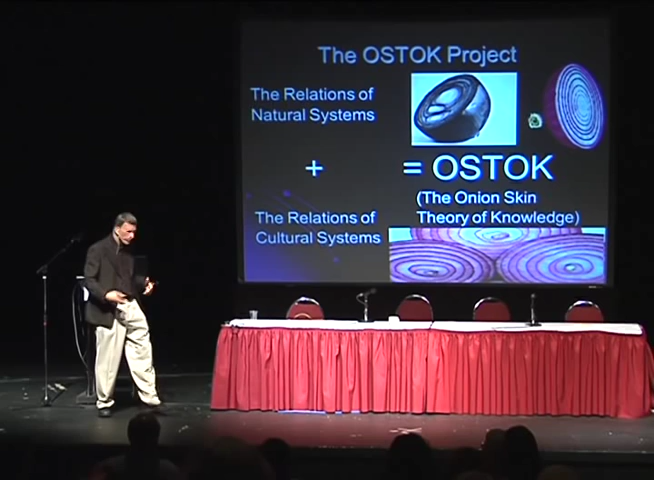 The OSTOK Project
The Relations of
Natural Systems
+
= OSTOK
(The Onion Skin
Theory of Knowledge)
The Relations of
Cultural Systems